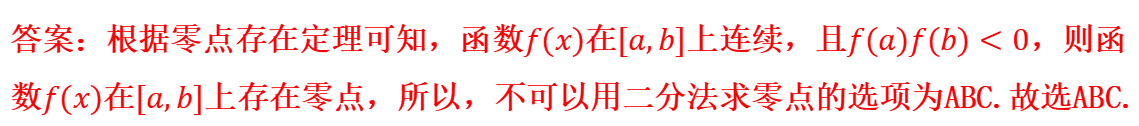 答案：根据零点存在定理可知，函数f(x)在[a,b]上连续，且f(a)f(b) < 0，则函
数f(x)在[a,b]上存在零点，所以，不可以用二分法求零点的选项为ABC.故选ABC.